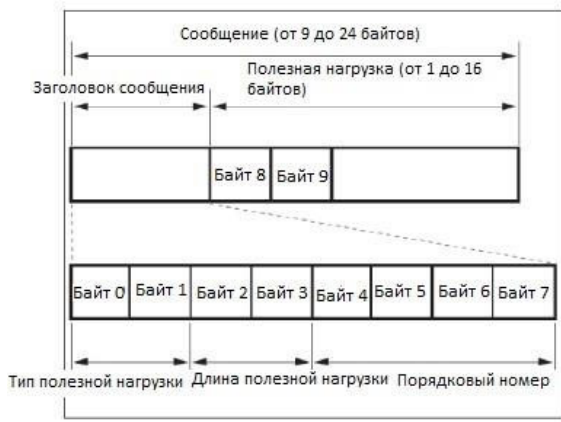 Сообщение (от 9 до 24 байтов)
Полезная нагрузка (от 1 до 16
байтов)
Заголовок сообщения
Байт 8 Байт 9
Байт 0 Байт 1 Байт 2 Байт 3 Байт 4 Байт 5 Байт 6 Байт 7
Тип полезной нагрузки Длина полезной нагрузки Порядковый номер